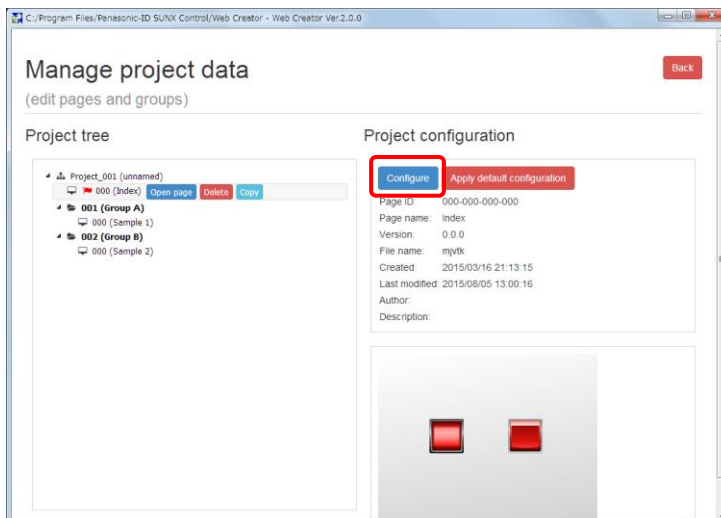 C:/Program Files/Panasonic-ID SUNX Control/Web Creator - Web Creator Ver.2.0.0
Manage project data
Back
(edit pages and groups)
Project tree
Project configuration
Project_001 (unnamed)
000 (Index) Open page Delete Copy
001 (Group A)
000 (Sample 1)
002 (Group B)
000 (Sample 2)
Configure Apply default configuration
Page ID: 000-000-000-000
Page name: Index
Version: 0.0.0
File name: mjvtk
Created: 2015/03/16 21:13:15
Last modified: 2015/08/05 13:00:16
Author:
Description: